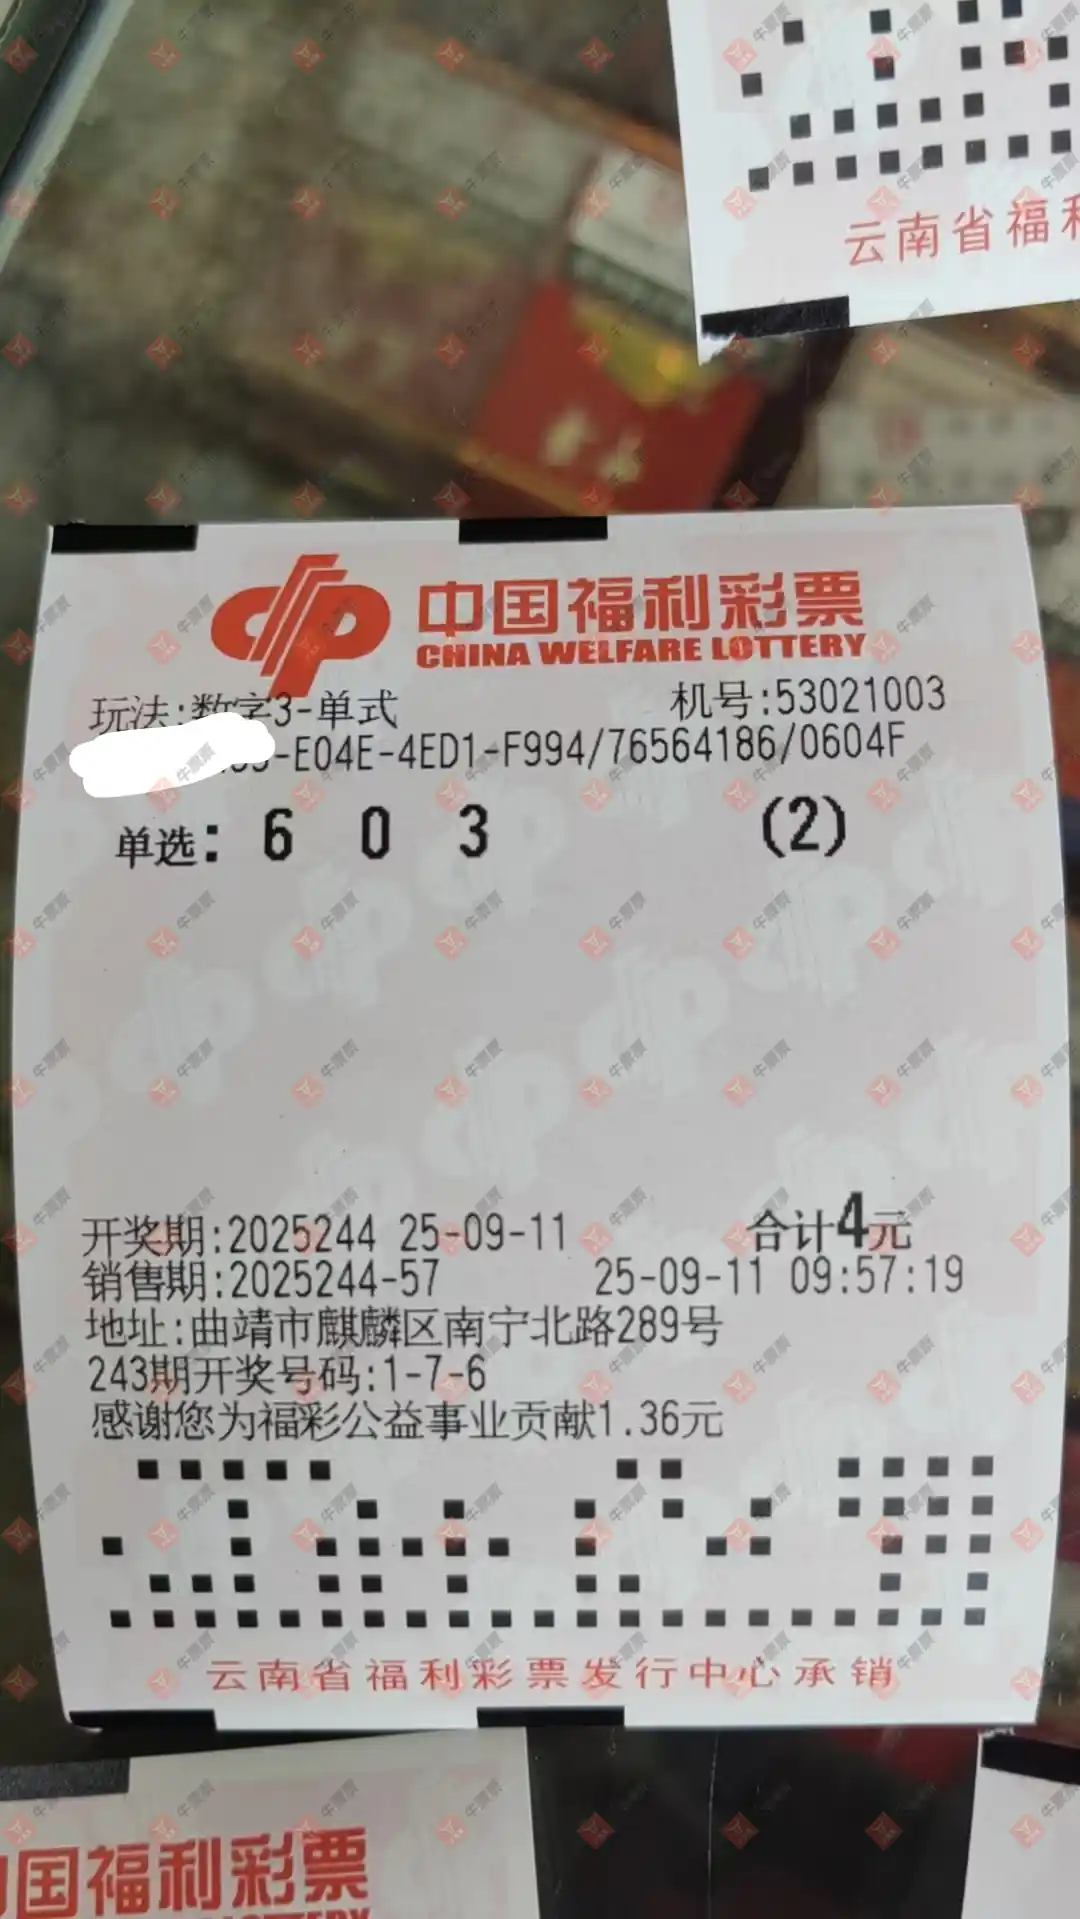 云南省福利
中国福利彩票
CHINA WELFARE LOTTERY
玩法:数字3-单式 机号:53021003
-E04E-4ED1-F994/76564186/0604F
单选: 6 0 3 (2)
开奖期:2025244 25-09-11 合计4元
销售期:2025244-57 25-09-11 09:57:19
地址:曲靖市麒麟区南宁北路289号
243期开奖号码:1-7-6
感谢您为福彩公益事业贡献1.36元
云南省福利彩票发行中心承销
国福利彩票
牛票票